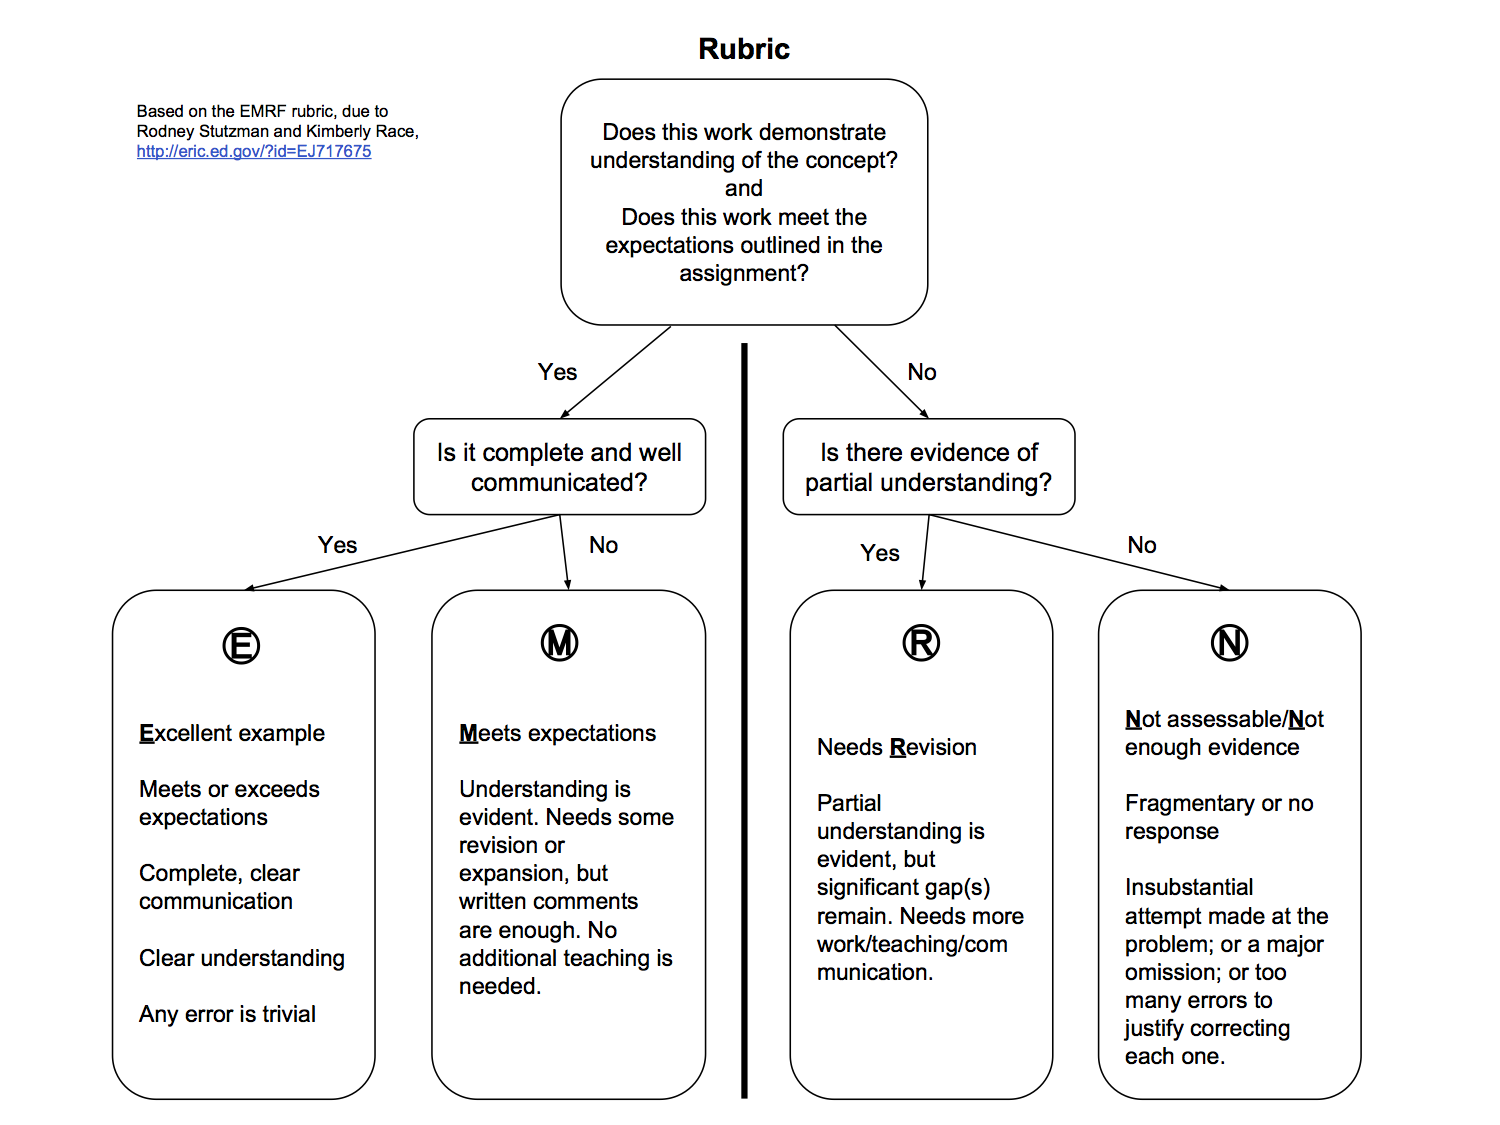 Rubric
Based on the EMRF rubric, due to
Rodney Stutzman and Kimberly Race,
http://eric.ed.gov/?id=EJ717675
Does this work demonstrate
understanding of the concept?
and
Does this work meet the
expectations outlined in the
assignment?
Yes
No
Is it complete and well
communicated?
Is there evidence of
partial understanding?
Yes
No
Yes
No
E
Excellent example
Meets or exceeds
expectations
Complete, clear
communication
Clear understanding
Any error is trivial
M
Meets expectations
Understanding is
evident. Needs some
revision or
expansion, but
written comments
are enough. No
additional teaching is
needed.
R
Needs Revision
Partial
understanding is
evident, but
significant gap(s)
remain. Needs more
work/teaching/com
munication.
N
Not assessable/Not
enough evidence
Fragmentary or no
response
Insubstantial
attempt made at the
problem; or a major
omission; or too
many errors to
justify correcting
each one.